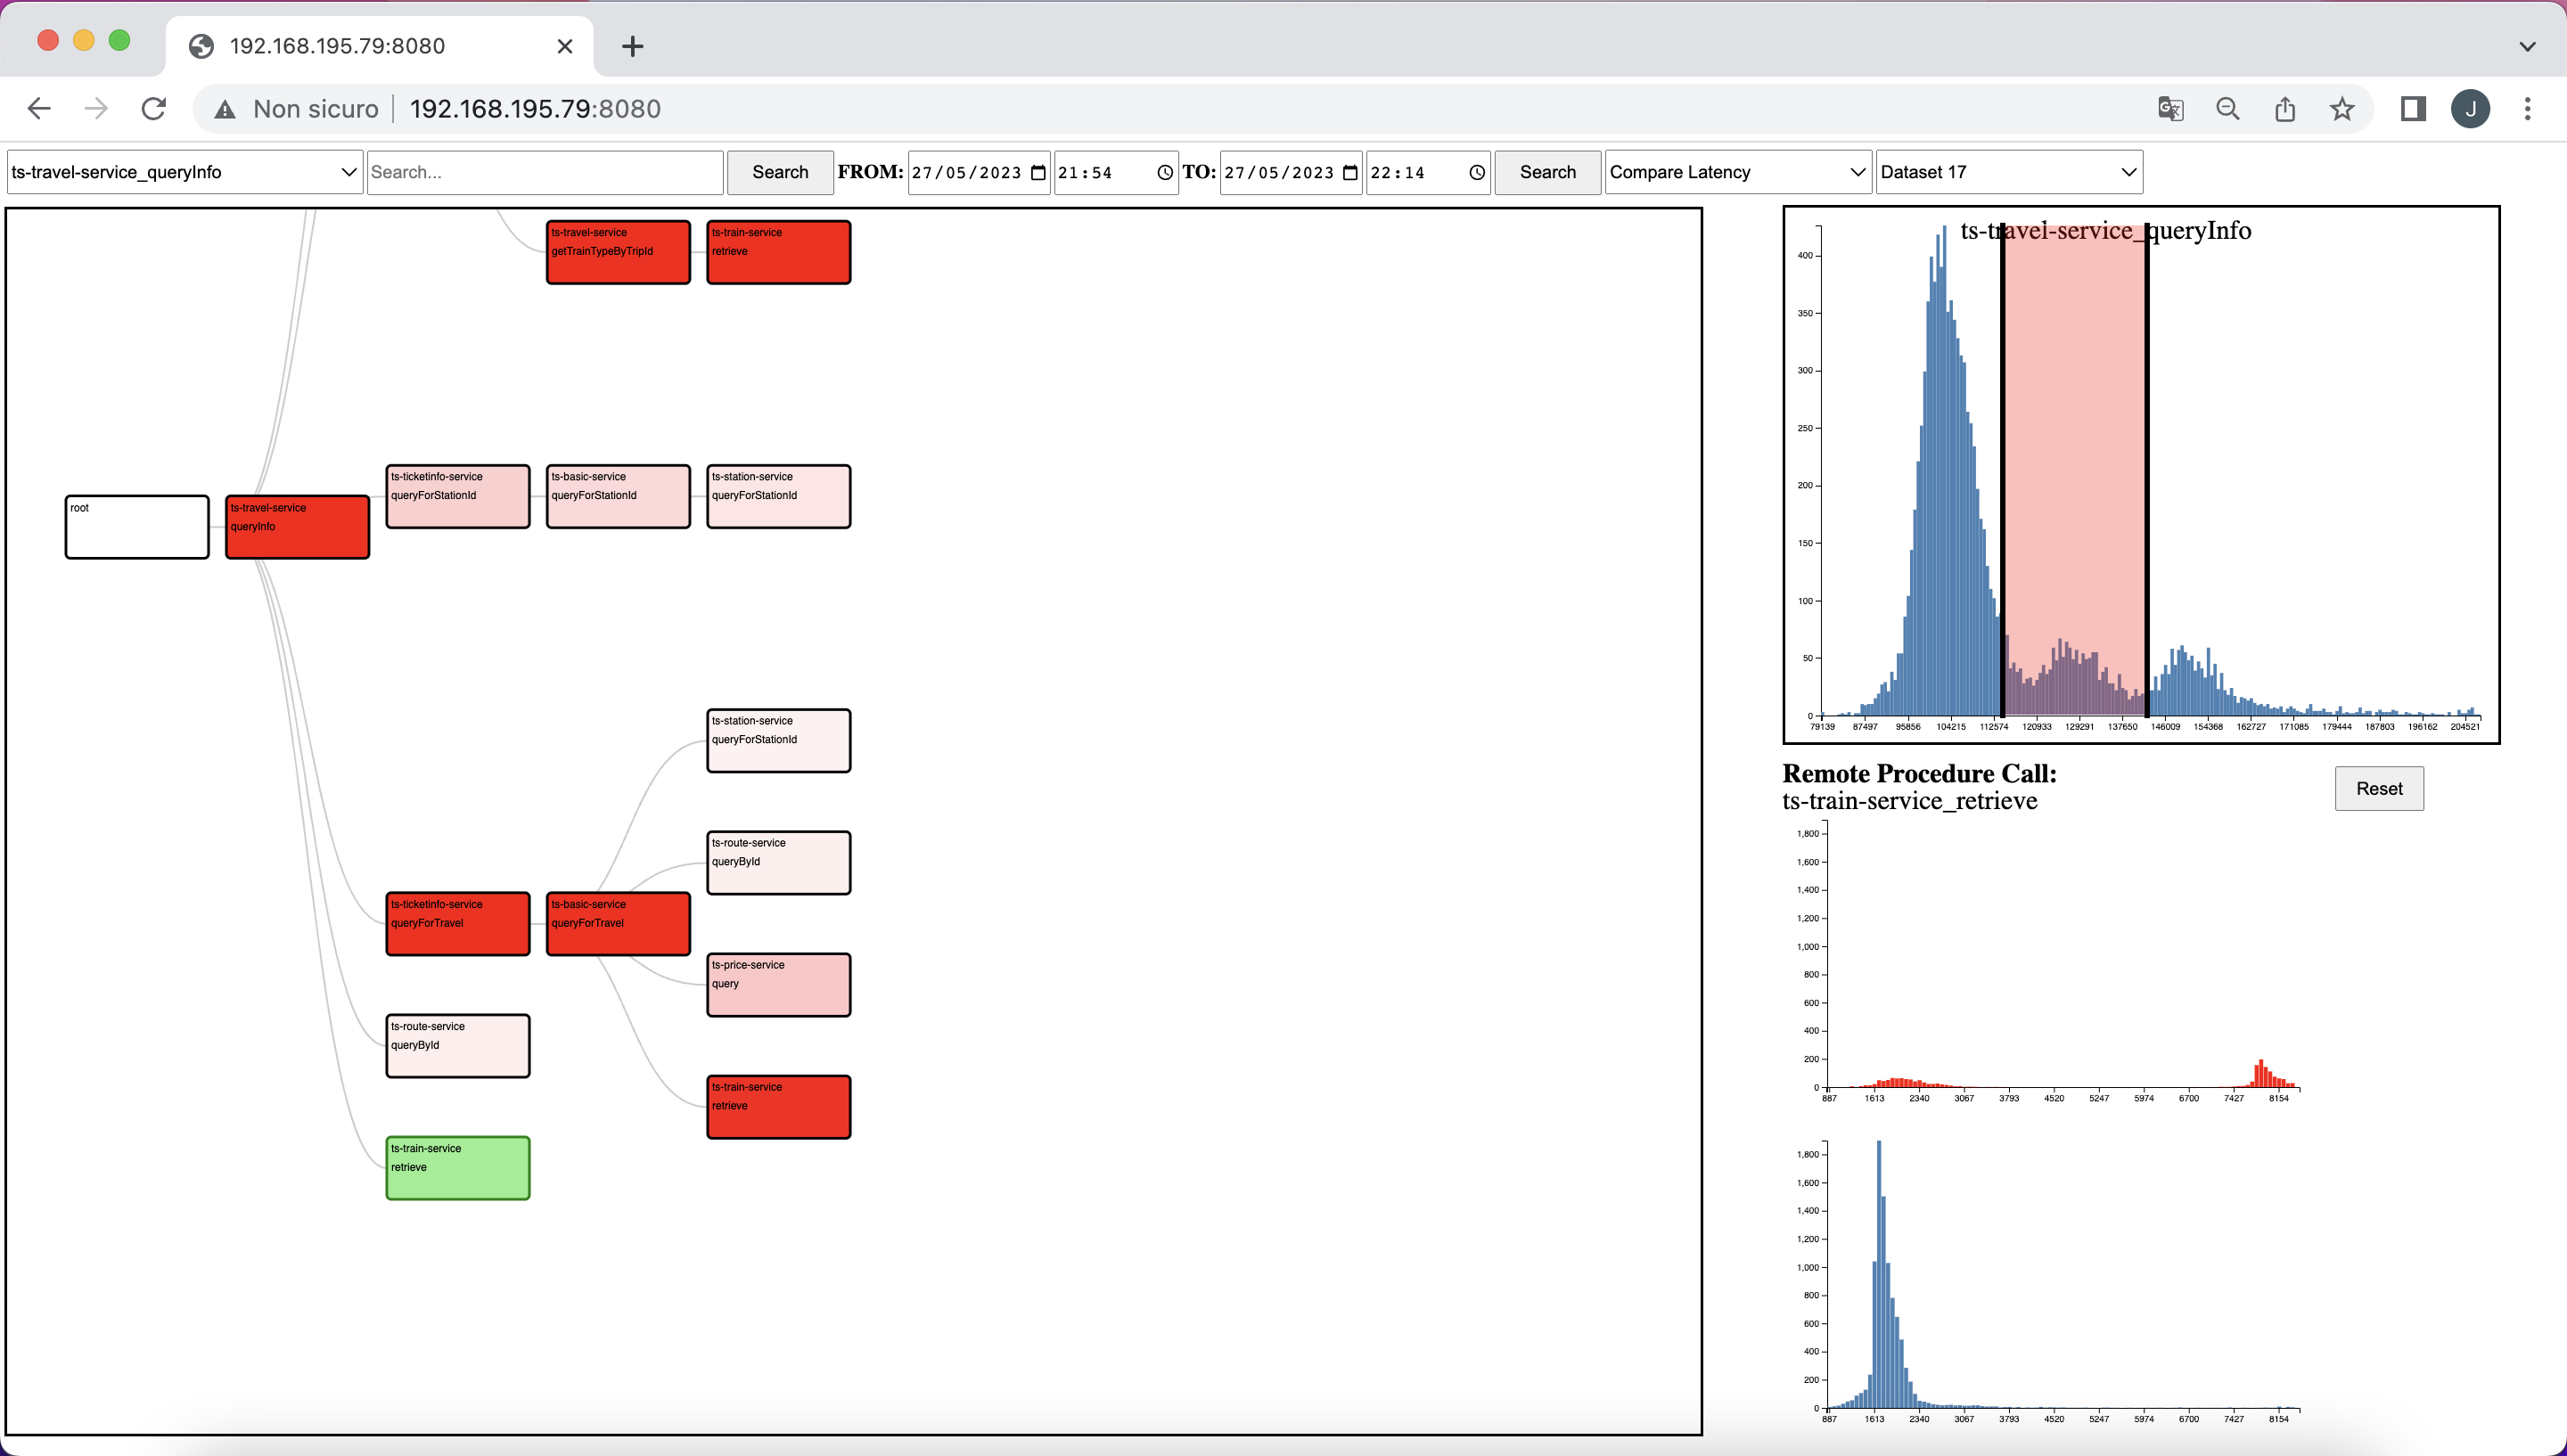 192.168.195.79:8080
Non sicuro 192.168.195.79:8080
J
ts-travel-service_queryInfo Search... Search FROM: 27/05/2023 21:54 TO: 27/05/2023 22:14 Search Compare Latency Dataset 17
ts-travel-service
getTrainTypeByTripId
ts-train-service
retrieve
root
ts-travel-service
queryInfo
ts-ticketinfo-service
queryForStationId
ts-basic-service
queryForStationId
ts-station-service
queryForStationId
ts-station-service
queryForStationId
ts-route-service
queryById
ts-ticketinfo-service
queryForTravel
ts-basic-service
queryForTravel
ts-price-service
query
ts-route-service
queryById
ts-train-service
retrieve
ts-train-service
retrieve
ts-travel-service_queryInfo
400
350
300
250
200
150
100
50
0
79139 87497 95856 104215 112574 120933 129291 137650 146009 154368 162727 171085 179444 187803 196162 204521
Remote Procedure Call:
ts-train-service_retrieve
Reset
1,800
1,600
1,400
1,200
1,000
800
600
400
200
0
887 1613 2340 3067 3793 4520 5247 5974 6700 7427 8154
1,800
1,600
1,400
1,200
1,000
800
600
400
200
0
887 1613 2340 3067 3793 4520 5247 5974 6700 7427 8154